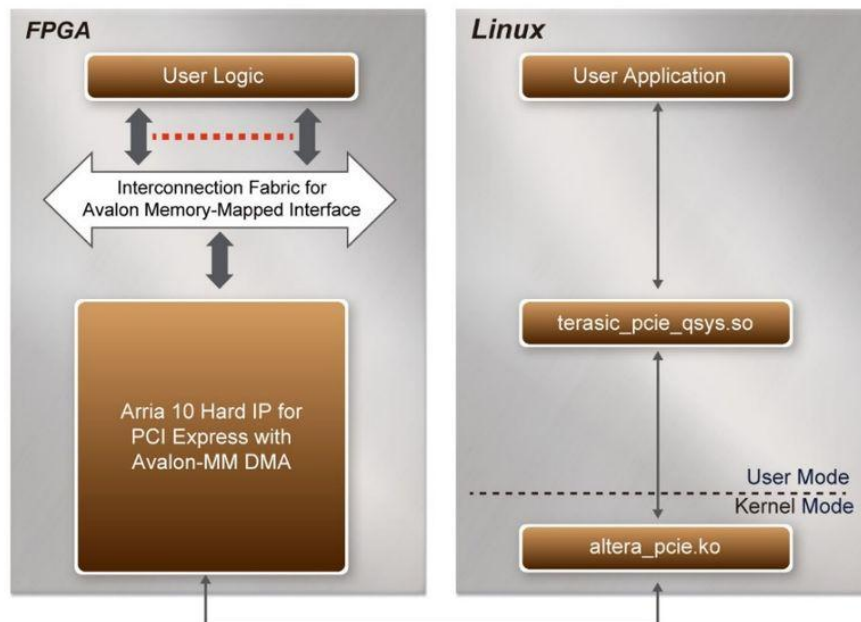 FPGA
User Logic
Interconnection Fabric for
Avalon Memory-Mapped Interface
Arria 10 Hard IP for
PCI Express with
Avalon-MM DMA
Linux
User Application
terasic_pcie_qsys.so
User Mode
Kernel Mode
altera_pcie.ko